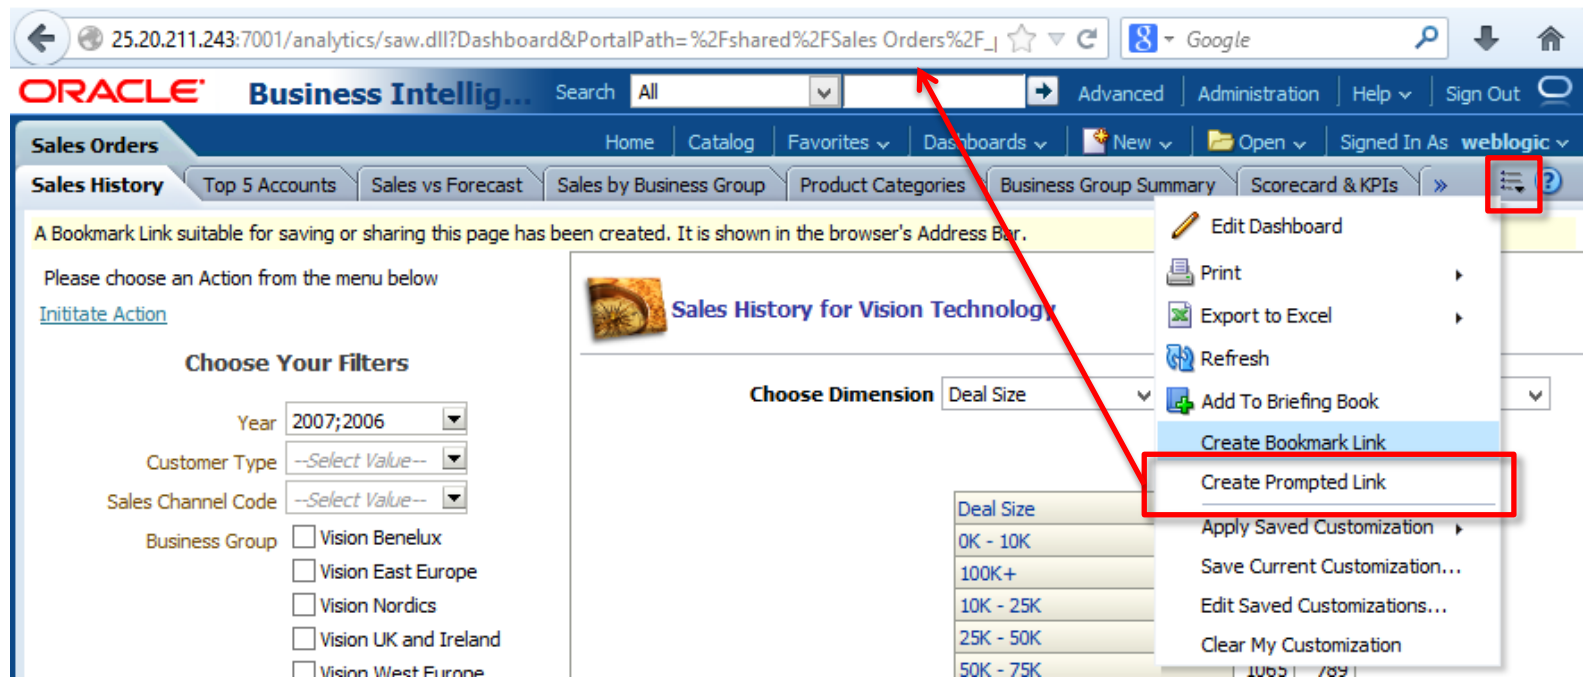 25.20.211.243:7001/analytics/saw.dll?Dashboard&PortalPath=%2Fshared%2FSales Orders%2F_
8 Google
ORACLE Business Intellig... Search All Advanced Administration Help Sign Out
Sales Orders Home Catalog Favorites Dashboards New Open Signed In As weblogic
Sales History Top 5 Accounts Sales vs Forecast Sales by Business Group Product Categories Business Group Summary Scorecard & KPIs » ?
A Bookmark Link suitable for saving or sharing this page has been created. It is shown in the browser's Address Bar.
Please choose an Action from the menu below
Inititate Action
Choose Your Filters
Year 2007;2006
Customer Type --Select Value--
Sales Channel Code --Select Value--
Business Group Vision Benelux
Vision East Europe
Vision Nordics
Vision UK and Ireland
Vision West Europe
Sales History for Vision Technology
Choose Dimension Deal Size
Deal Size
0K - 10K
100K+
10K - 25K
25K - 50K
50K - 75K 1065 789
Edit Dashboard
Print
Export to Excel
Refresh
Add To Briefing Book
Create Bookmark Link
Create Prompted Link
Apply Saved Customization
Save Current Customization...
Edit Saved Customizations...
Clear My Customization